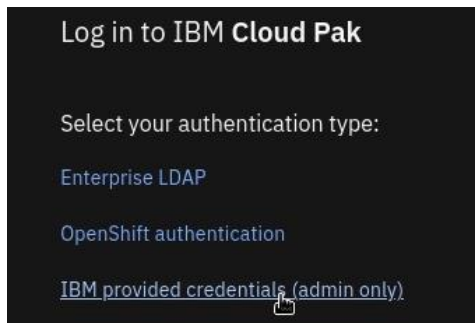 Log in to IBM Cloud Pak
Select your authentication type:
Enterprise LDAP
OpenShift authentication
IBM provided credentials (admin only)